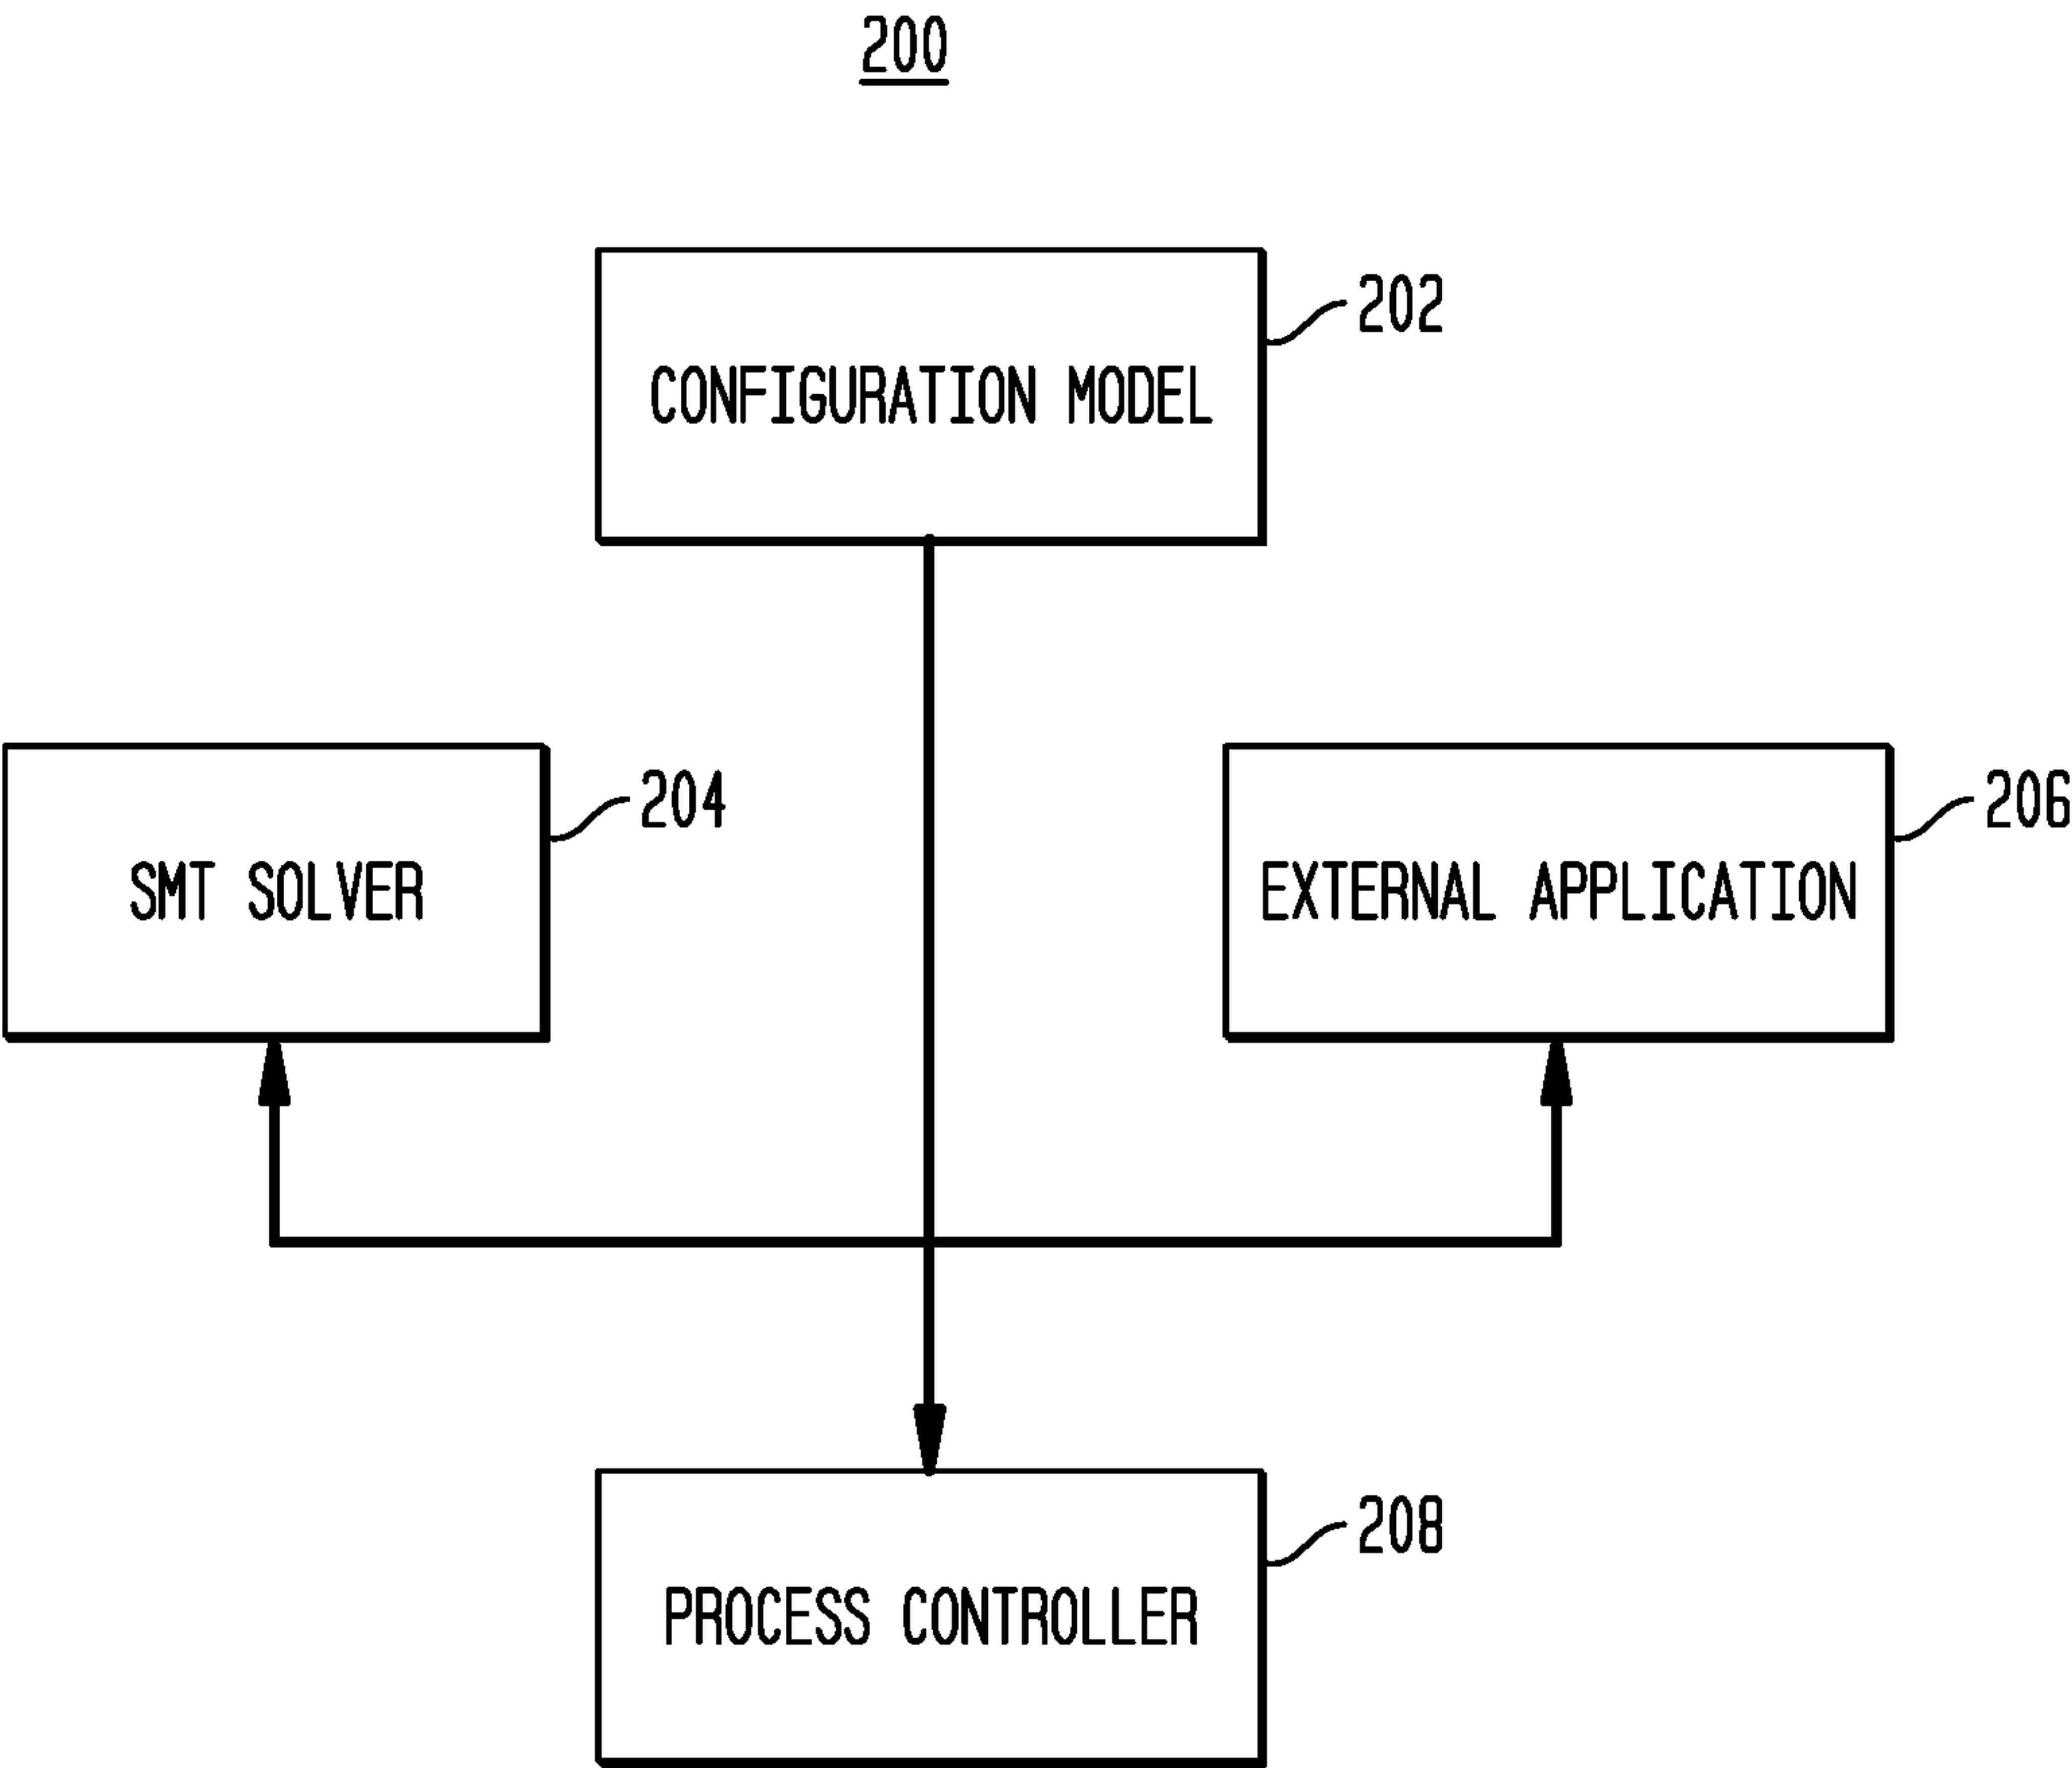 200
202
CONFIGURATION MODEL
204
206
SMT SOLVER
EXTERNAL APPLICATION
208
PROCESS CONTROLLER